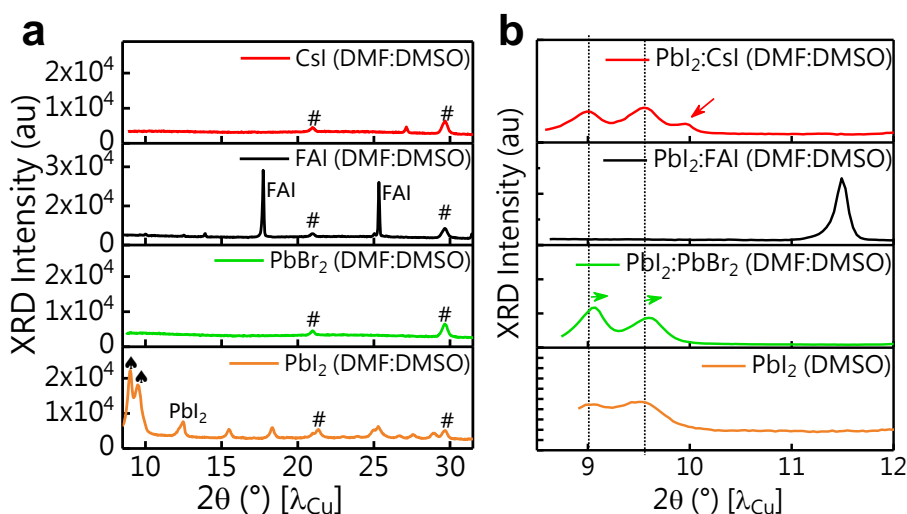 a
XRD Intensity (au)
2x10⁴
1x10⁴
0
CsI (DMF:DMSO)
#
#
3x10⁴
2x10⁴
0
FAI (DMF:DMSO)
FAI
FAI
#
#
2x10⁴
1x10⁴
0
PbBr₂ (DMF:DMSO)
#
#
2x10⁴
1x10⁴
0
PbI₂ (DMF:DMSO)
♠
♠
PbI₂
#
#
10 15 20 25 30
2θ (°) [λCu]
b
XRD Intensity (au)
PbI₂:CsI (DMF:DMSO)
PbI₂:FAI (DMF:DMSO)
PbI₂:PbBr₂ (DMF:DMSO)
PbI₂ (DMSO)
9 10 11 12
2θ (°) [λCu]